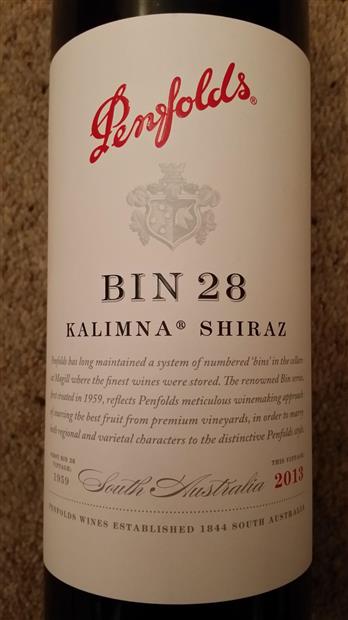 Penfolds®
BIN 28
KALIMNA® SHIRAZ
Penfolds has long maintained a system of numbered 'bins' in the cellars
at Magill where the finest wines were stored. The renowned Bin series,
first created in 1959, reflects Penfolds meticulous winemaking approach
of sourcing the best fruit from premium vineyards, in order to marry
with regional and varietal characters to the distinctive Penfolds style.
FIRST BIN 28
VINTAGE:
1959
South Australia
THIS VINTAGE:
2013
PENFOLDS WINES ESTABLISHED 1844 SOUTH AUSTRALIA